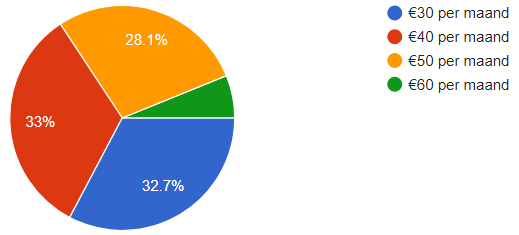 28.1%
33%
32.7%
€30 per maand
€40 per maand
€50 per maand
€60 per maand